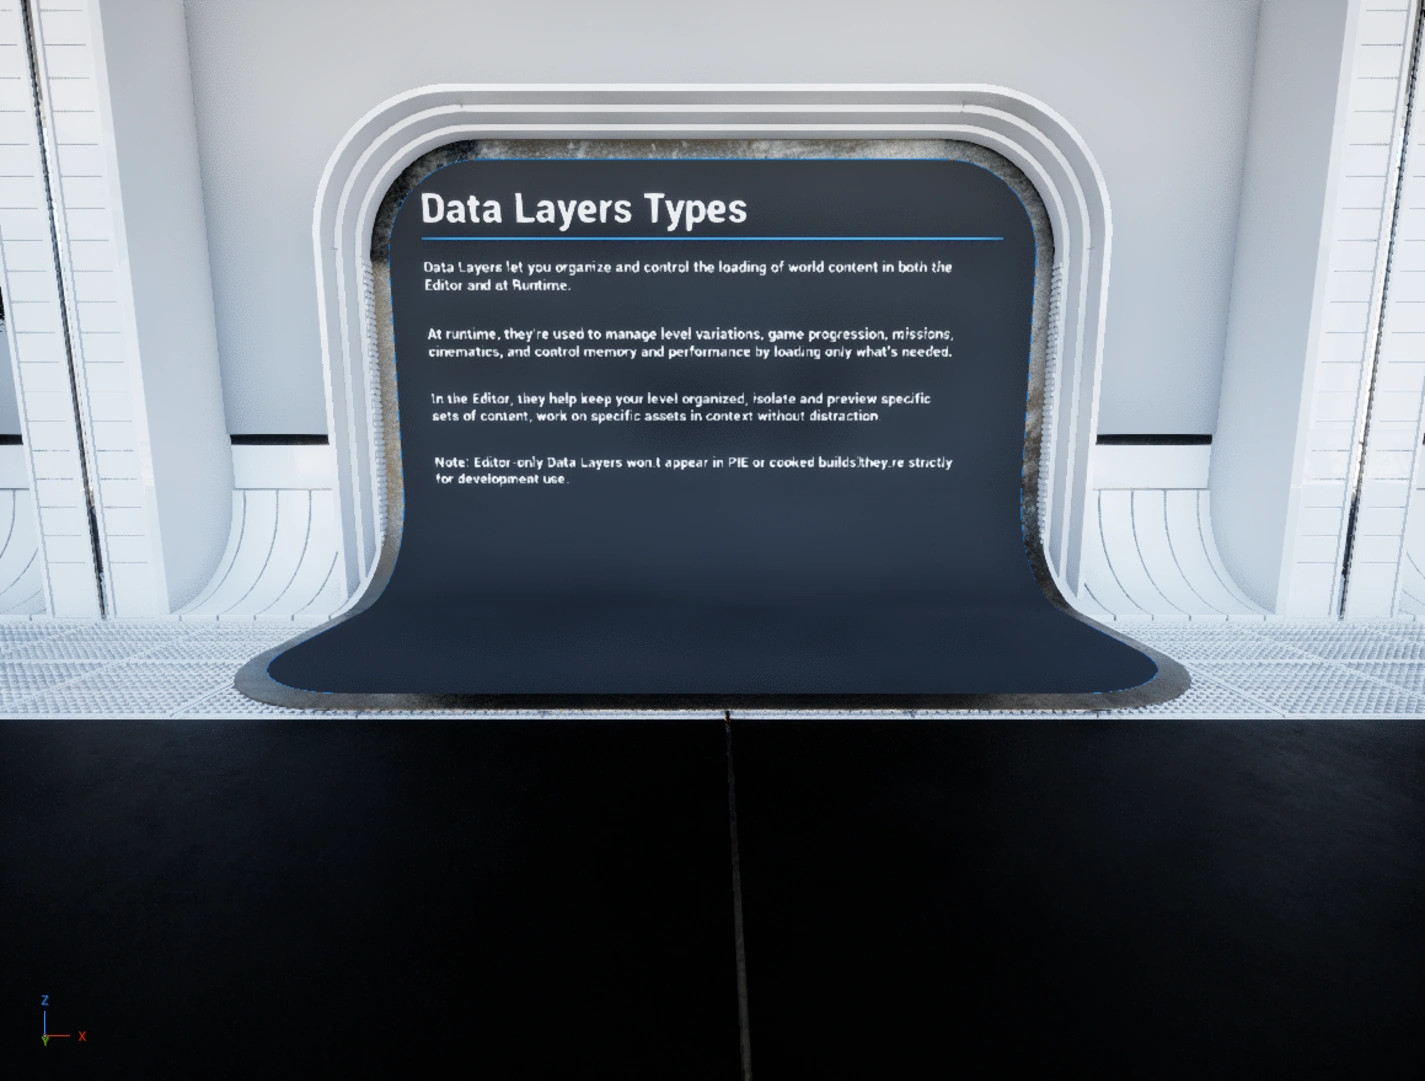 Data Layers Types
Data Layers let you organize and control the loading of world content in both the
Editor and at Runtime.
At runtime, they're used to manage level variations, game progression, missions,
cinematics, and control memory and performance by loading only what's needed.
In the Editor, they help keep your level organized, isolate and preview specific
sets of content, work on specific assets in context without distraction.
Note: Editor-only Data Layers won't appear in PIE or cooked builds they're strictly
for development use.
Z
X
Y